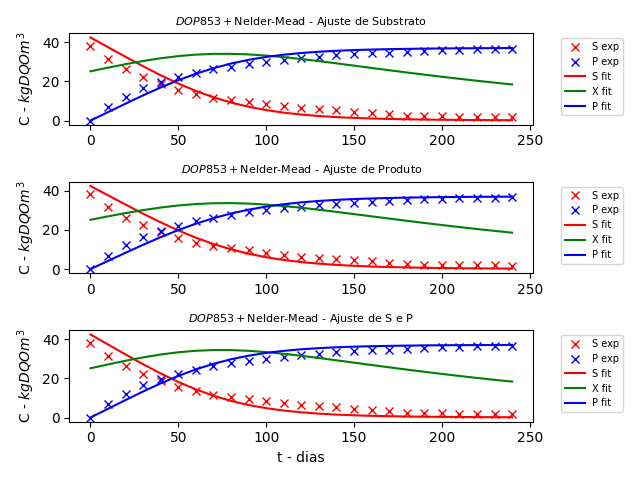 DOP853 + Nelder-Mead - Ajuste de Substrato
40
20
0
0 50 100 150 200 250
C - kgDQOm³
S exp
P exp
S fit
X fit
P fit
DOP853 + Nelder-Mead - Ajuste de Produto
40
20
0
0 50 100 150 200 250
C - kgDQOm³
S exp
P exp
S fit
X fit
P fit
DOP853 + Nelder-Mead - Ajuste de S e P
40
20
0
0 50 100 150 200 250
C - kgDQOm³
S exp
P exp
S fit
X fit
P fit
t - dias